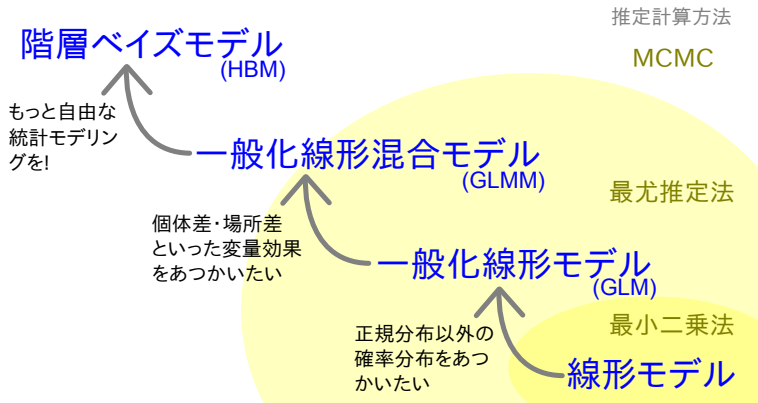 推定計算方法
階層ベイズモデル
(HBM)
MCMC
もっと自由な
統計モデリン
グを!
一般化線形混合モデル
(GLMM)
最尤推定法
個体差・場所差
といった変量効果
をあつかいたい
一般化線形モデル
(GLM)
最小二乗法
正規分布以外の
確率分布をあつ
かいたい
線形モデル